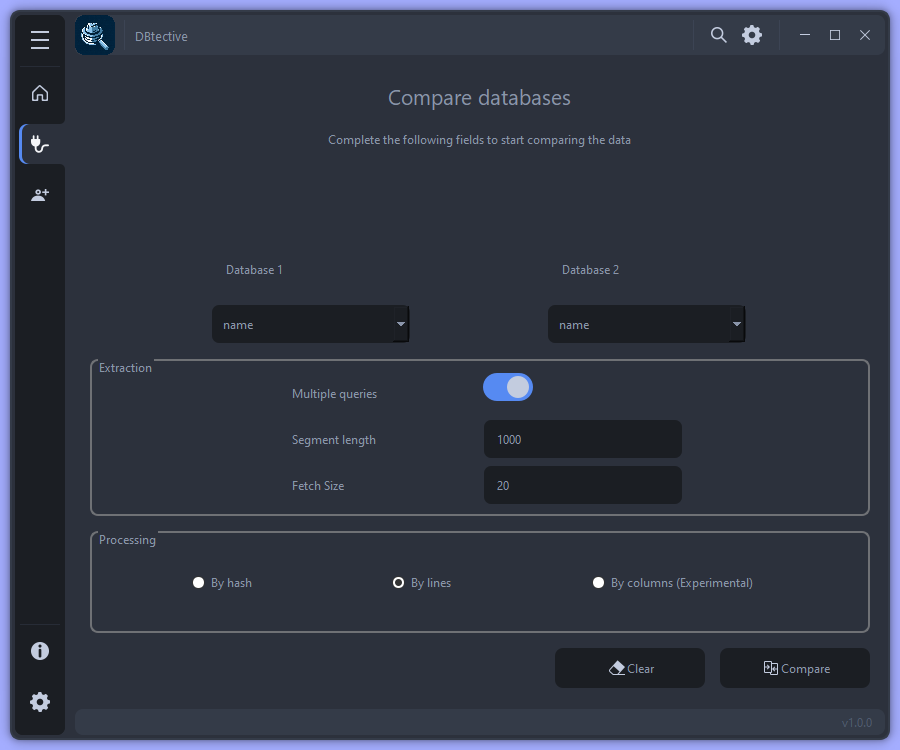 DBtective
Compare databases
Complete the following fields to start comparing the data
Database 1 Database 2
name name
Extraction
Multiple queries
Segment length 1000
Fetch Size 20
Processing
By hash By lines By columns (Experimental)
Clear Compare
v1.0.0